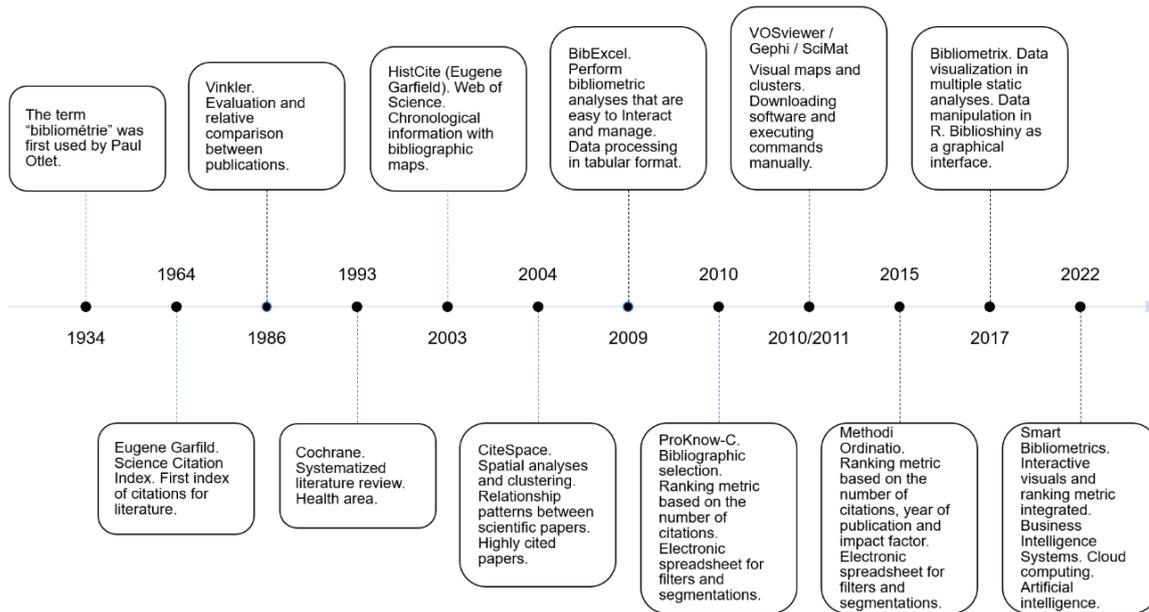 The term
“bibliométrie” was
first used by Paul
Otlet.
Vinkler.
Evaluation and
relative
comparison
between
publications.
HistCite (Eugene
Garfield). Web of
Science.
Chronological
information with
bibliographic
maps.
BibExcel.
Perform
bibliometric
analyses that are
easy to Interact
and manage.
Data processing
in tabular format.
VOSviewer /
Gephi / SciMat
Visual maps and
clusters.
Downloading
software and
executing
commands
manually.
Bibliometrix. Data
visualization in
multiple static
analyses. Data
manipulation in
R. Biblioshiny as
a graphical
interface.
1964
1993
2004
2010
2015
2022
1934
1986
2003
2009
2010/2011
2017
Eugene Garfild.
Science Citation
Index. First index
of citations for
literature.
Cochrane.
Systematized
literature review.
Health area.
CiteSpace.
Spatial analyses
and clustering.
Relationship
patterns between
scientific papers.
Highly cited
papers.
ProKnow-C.
Bibliographic
selection.
Ranking metric
based on the
number of
citations.
Electronic
spreadsheet for
filters and
segmentations.
Methodi
Ordinatio.
Ranking metric
based on the
number of
citations, year of
publication and
impact factor.
Electronic
spreadsheet for
filters and
segmentations.
Smart
Bibliometrics.
Interactive
visuals and
ranking metric
integrated.
Business
Intelligence
Systems. Cloud
computing.
Artificial
intelligence.